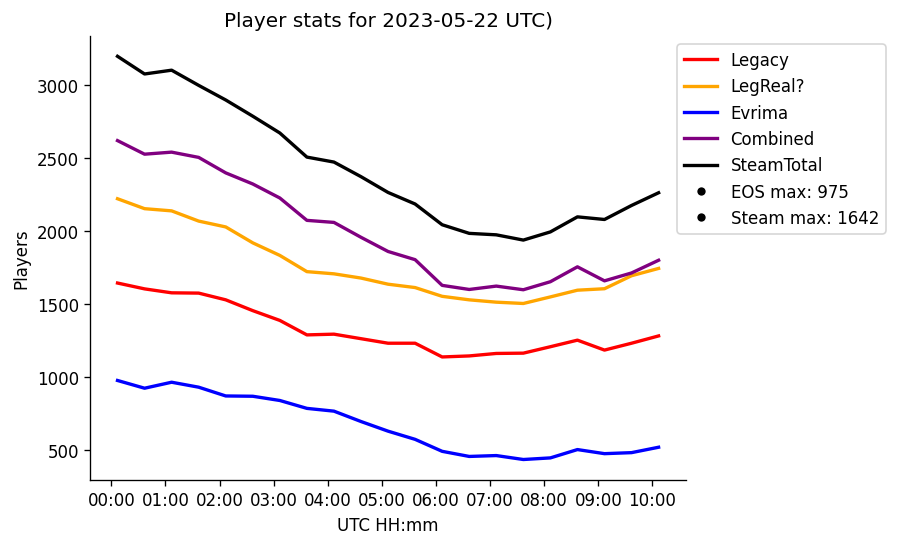 Player stats for 2023-05-22 UTC)
Legacy
LegReal?
Evrima
Combined
SteamTotal
EOS max: 975
Steam max: 1642
Players
3000
2500
2000
1500
1000
500
00:00 01:00 02:00 03:00 04:00 05:00 06:00 07:00 08:00 09:00 10:00
UTC HH:mm